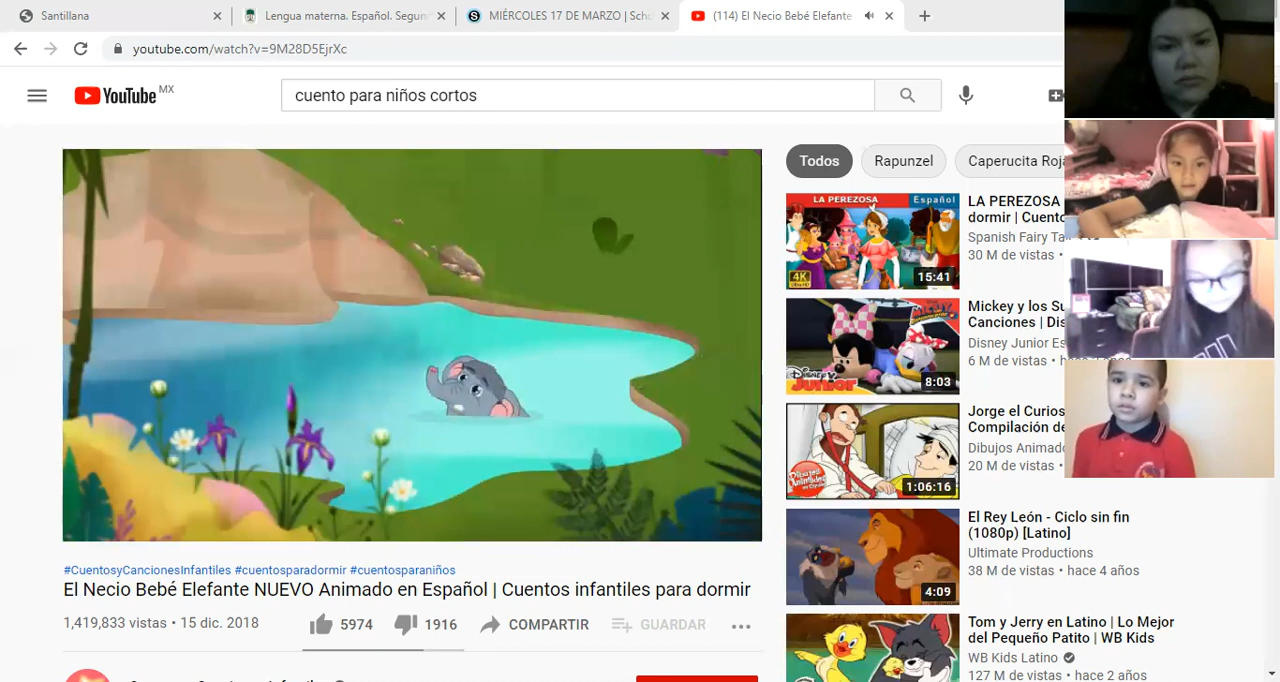 Santillana
Lengua materna. Español. Segun
MIÉRCOLES 17 DE MARZO | Scho
(114) El Necio Bebé Elefante
youtube.com/watch?v=9M28D5EjrXc
YouTube MX
cuento para niños cortos
Todos
Rapunzel
Caperucita Roja
LA PEREZOSA
Español
4K
15:41
LA PEREZOSA
dormir | Cuento
Spanish Fairy Ta
30 M de vistas •
MICKEY
Disney JUNIOR
8:03
Mickey y los Su
Canciones | Dis
Disney Junior Es
6 M de vistas •
Dibujos Animados
1:06:16
Jorge el Curios
Compilación de
Dibujos Animado
20 M de vistas •
4:09
El Rey León - Ciclo sin fin
(1080p) [Latino]
Ultimate Productions
38 M de vistas • hace 4 años
Tom y Jerry en Latino | Lo Mejor
del Pequeño Patito | WB Kids
WB Kids Latino
127 M de vistas • hace 2 años
#CuentosyCancionesInfantiles #cuentosparadormir #cuentosparaniños
El Necio Bebé Elefante NUEVO Animado en Español | Cuentos infantiles para dormir
1,419,833 vistas • 15 dic. 2018
5974
1916
COMPARTIR
GUARDAR